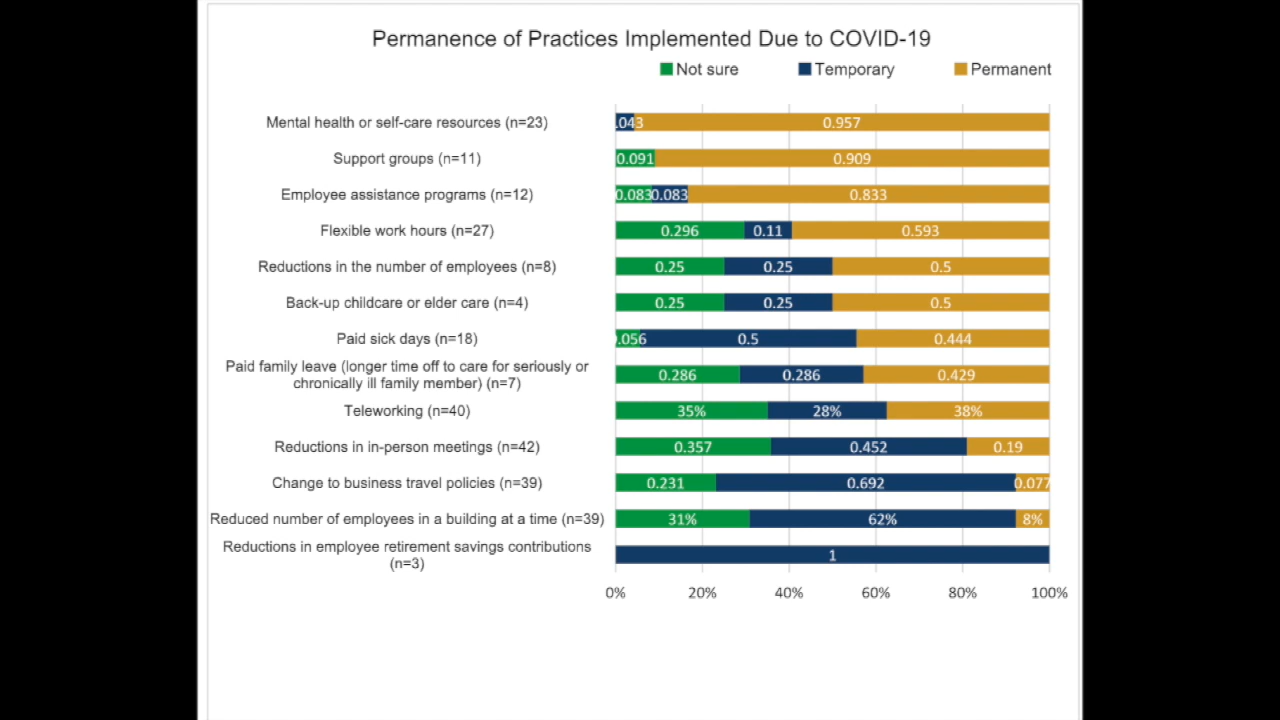 Permanence of Practices Implemented Due to COVID-19
Not sure Temporary Permanent
Mental health or self-care resources (n=23) .043 0.957
Support groups (n=11) 0.091 0.909
Employee assistance programs (n=12) 0.083 0.083 0.833
Flexible work hours (n=27) 0.296 0.11 0.593
Reductions in the number of employees (n=8) 0.25 0.25 0.5
Back-up childcare or elder care (n=4) 0.25 0.25 0.5
Paid sick days (n=18) .056 0.5 0.444
Paid family leave (longer time off to care for seriously or
chronically ill family member) (n=7) 0.286 0.286 0.429
Teleworking (n=40) 35% 28% 38%
Reductions in in-person meetings (n=42) 0.357 0.452 0.19
Change to business travel policies (n=39) 0.231 0.692 0.077
Reduced number of employees in a building at a time (n=39) 31% 62% 8%
Reductions in employee retirement savings contributions
(n=3) 1
0% 20% 40% 60% 80% 100%